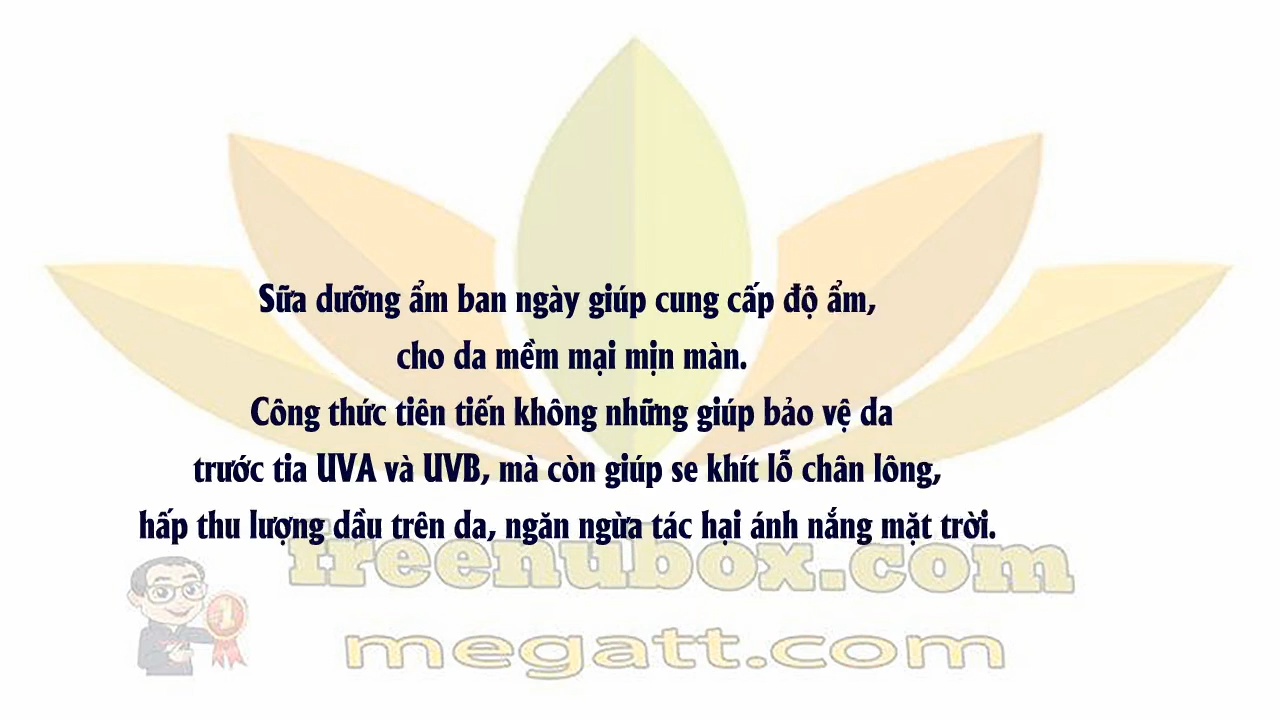 Sữa dưỡng ẩm ban ngày giúp cung cấp độ ẩm,
cho da mềm mại mịn màn.
Công thức tiên tiến không những giúp bảo vệ da
trước tia UVA và UVB, mà còn giúp se khít lỗ chân lông,
hấp thu lượng dầu trên da, ngăn ngừa tác hại ánh nắng mặt trời.
freenubox.com
1
megatt.com